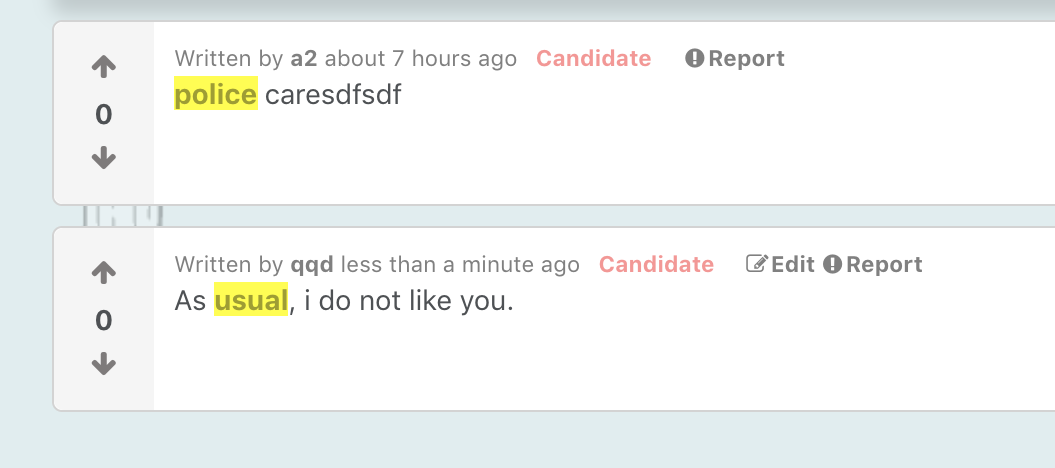 Written by a2 about 7 hours ago Candidate Report
0
police caresdfsdf
Written by qqd less than a minute ago Candidate Edit Report
0
As usual, i do not like you.